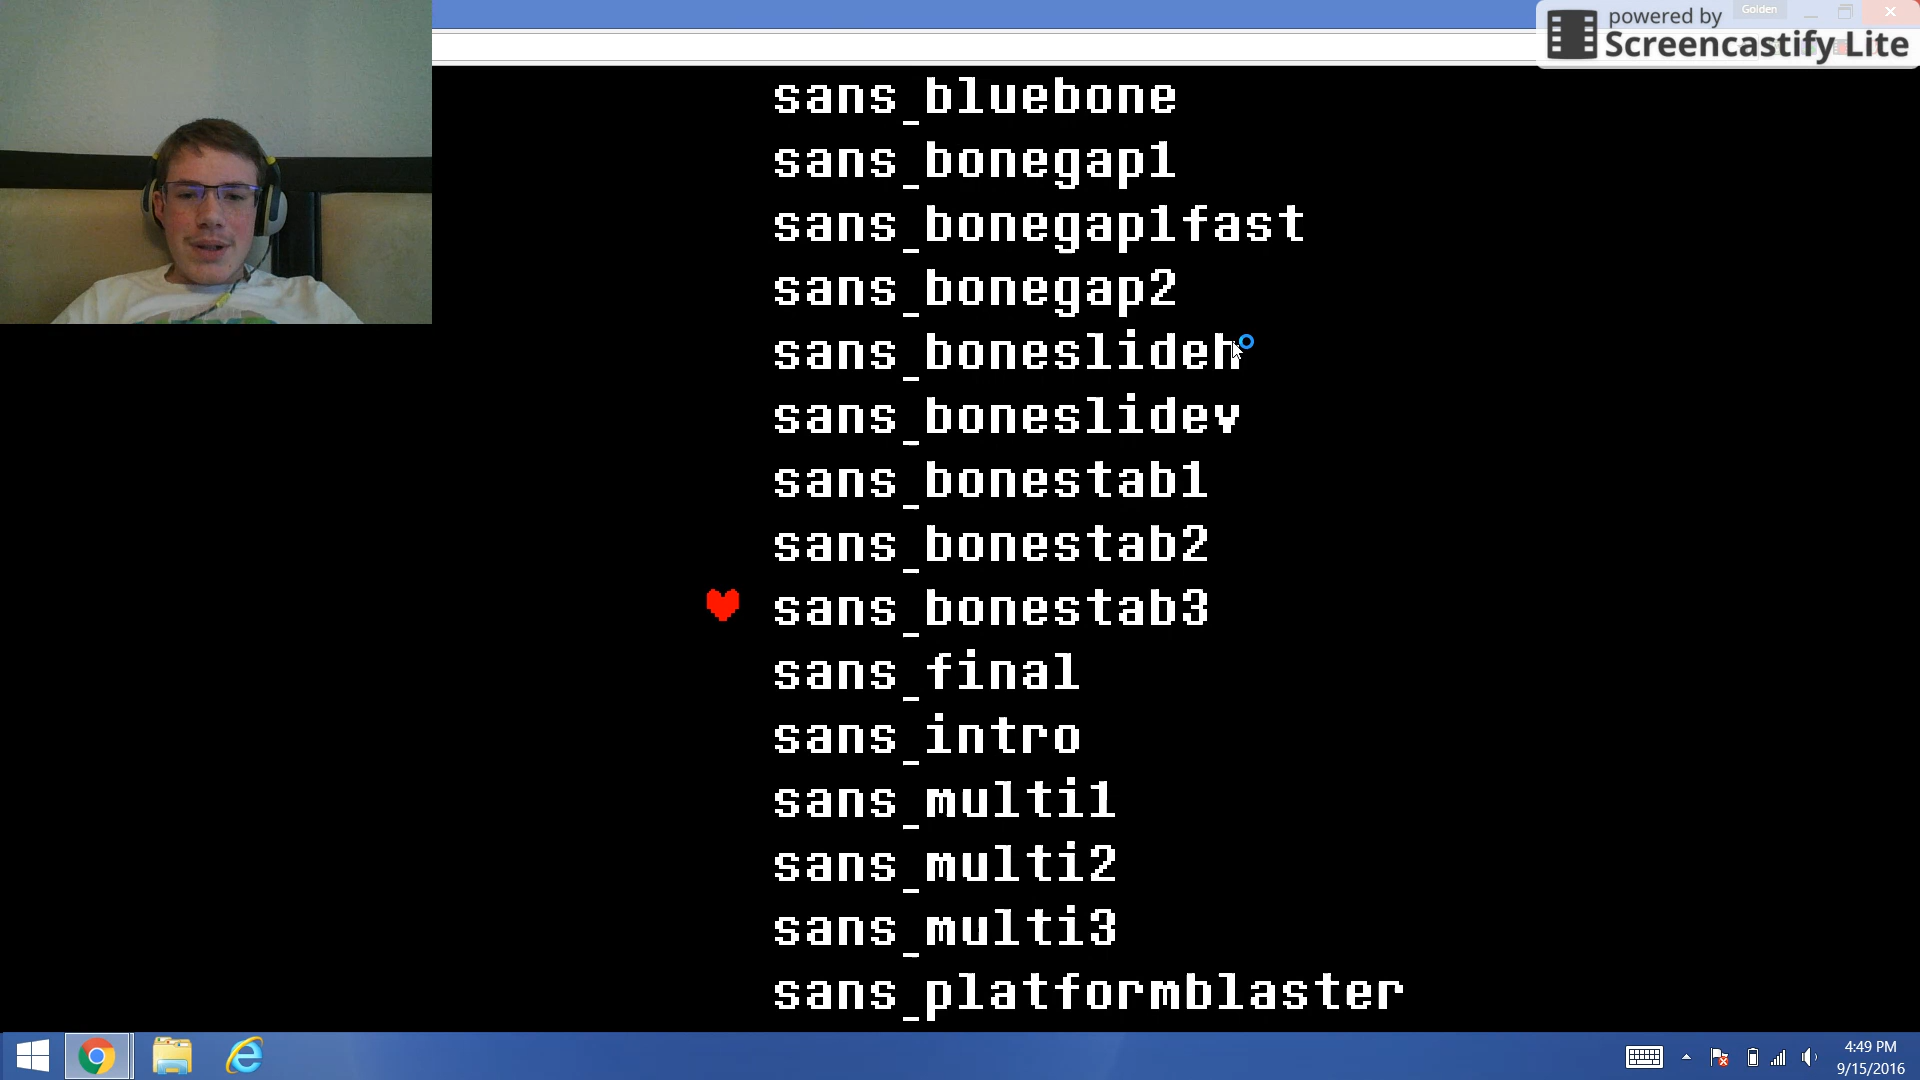 Golden
powered by
Screencastify Lite
sans_bluebone
sans_bonegap1
sans_bonegap1fast
sans_bonegap2
sans_boneslideh
sans_boneslidev
sans_bonestab1
sans_bonestab2
sans_bonestab3
sans_final
sans_intro
sans_multi1
sans_multi2
sans_multi3
sans_platformblaster
4:49 PM
9/15/2016